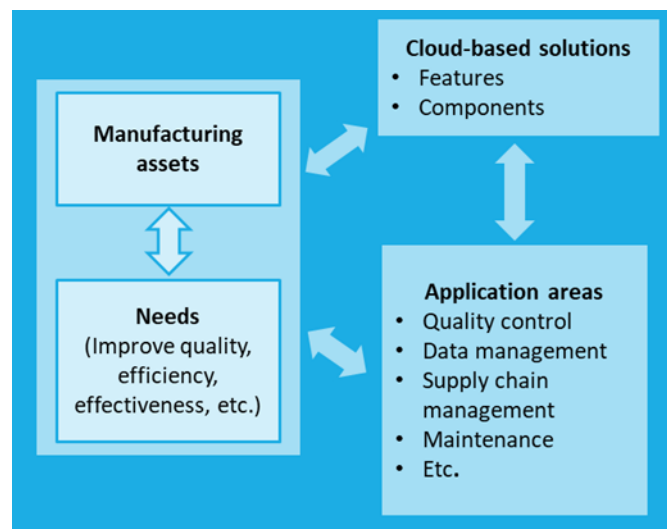 Manufacturing
assets
Needs
(Improve quality,
efficiency,
effectiveness, etc.)
Cloud-based solutions
• Features
• Components
Application areas
• Quality control
• Data management
• Supply chain
management
• Maintenance
• Etc.